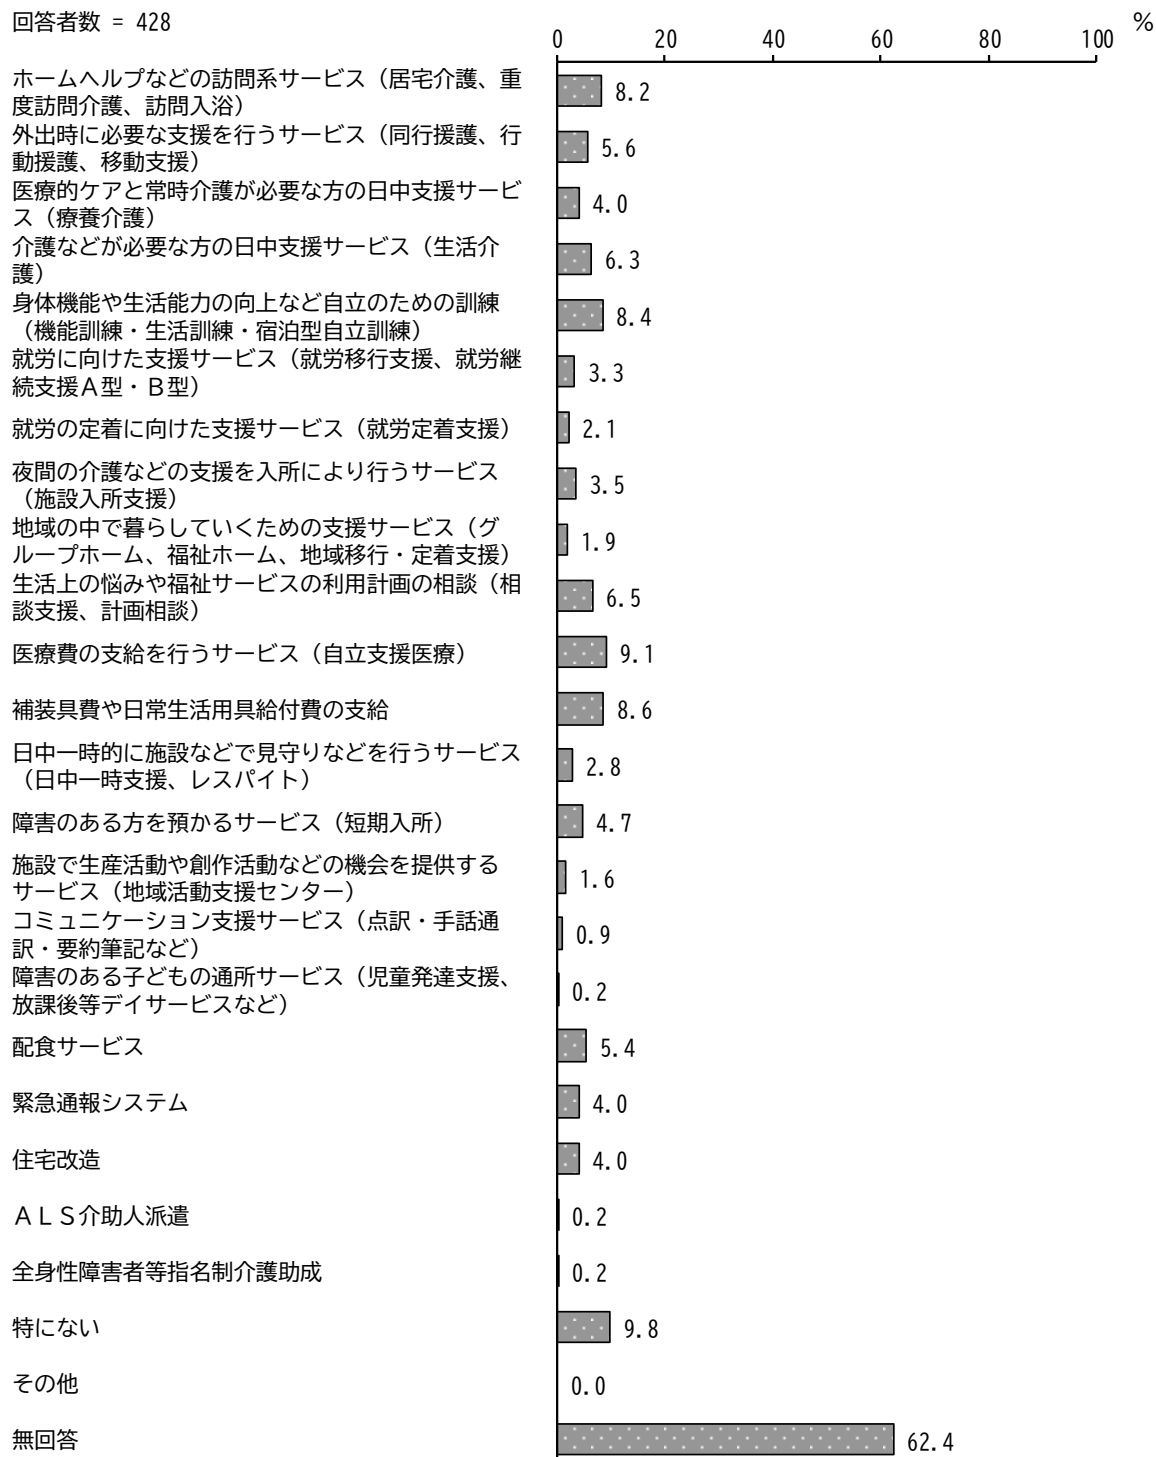 回答者数 = 428
%
0 20 40 60 80 100
ホームヘルプなどの訪問系サービス（居宅介護、重
度訪問介護、訪問入浴）
8.2
外出時に必要な支援を行うサービス（同行援護、行
動援護、移動支援）
5.6
医療的ケアと常時介護が必要な方の日中支援サービ
ス（療養介護）
4.0
介護などが必要な方の日中支援サービス（生活介
護）
6.3
身体機能や生活能力の向上など自立のための訓練
（機能訓練・生活訓練・宿泊型自立訓練）
8.4
就労に向けた支援サービス（就労移行支援、就労継
続支援Ａ型・Ｂ型）
3.3
就労の定着に向けた支援サービス（就労定着支援）
2.1
夜間の介護などの支援を入所により行うサービス
（施設入所支援）
3.5
地域の中で暮らしていくための支援サービス（グ
ループホーム、福祉ホーム、地域移行・定着支援）
1.9
生活上の悩みや福祉サービスの利用計画の相談（相
談支援、計画相談）
6.5
医療費の支給を行うサービス（自立支援医療）
9.1
補装具費や日常生活用具給付費の支給
8.6
日中一時的に施設などで見守りなどを行うサービス
（日中一時支援、レスパイト）
2.8
障害のある方を預かるサービス（短期入所）
4.7
施設で生産活動や創作活動などの機会を提供する
サービス（地域活動支援センター）
1.6
コミュニケーション支援サービス（点訳・手話通
訳・要約筆記など）
0.9
障害のある子どもの通所サービス（児童発達支援、
放課後等デイサービスなど）
0.2
配食サービス
5.4
緊急通報システム
4.0
住宅改造
4.0
ＡＬＳ介助人派遣
0.2
全身性障害者等指名制介護助成
0.2
特にない
9.8
その他
0.0
無回答
62.4